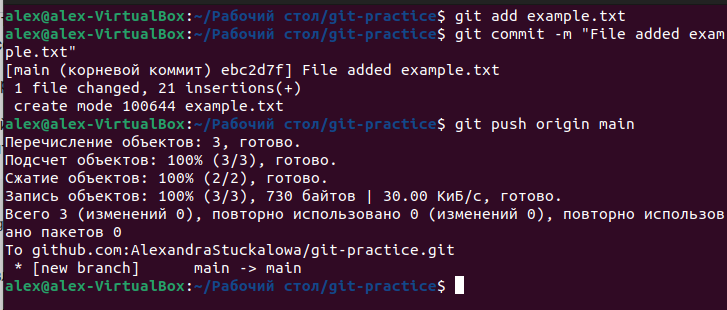 alex@alex-VirtualBox:~/Рабочий стол/git-practice$ git add example.txt
alex@alex-VirtualBox:~/Рабочий стол/git-practice$ git commit -m "File added exam
ple.txt"
[main (корневой коммит) ebc2d7f] File added example.txt
 1 file changed, 21 insertions(+)
 create mode 100644 example.txt
alex@alex-VirtualBox:~/Рабочий стол/git-practice$ git push origin main
Перечисление объектов: 3, готово.
Подсчет объектов: 100% (3/3), готово.
Сжатие объектов: 100% (2/2), готово.
Запись объектов: 100% (3/3), 730 байтов | 30.00 КиБ/с, готово.
Всего 3 (изменений 0), повторно использовано 0 (изменений 0), повторно использов
ано пакетов 0
To github.com:AlexandraStuckalowa/git-practice.git
 * [new branch]      main -> main
alex@alex-VirtualBox:~/Рабочий стол/git-practice$